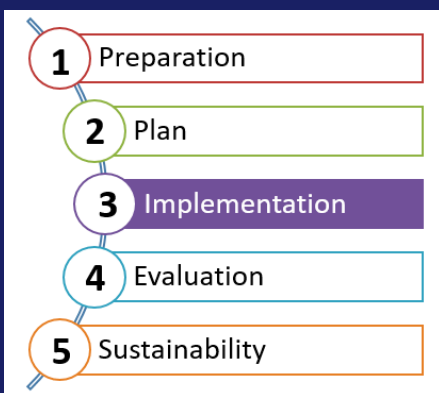 1 Preparation
2 Plan
3 Implementation
4 Evaluation
5 Sustainability